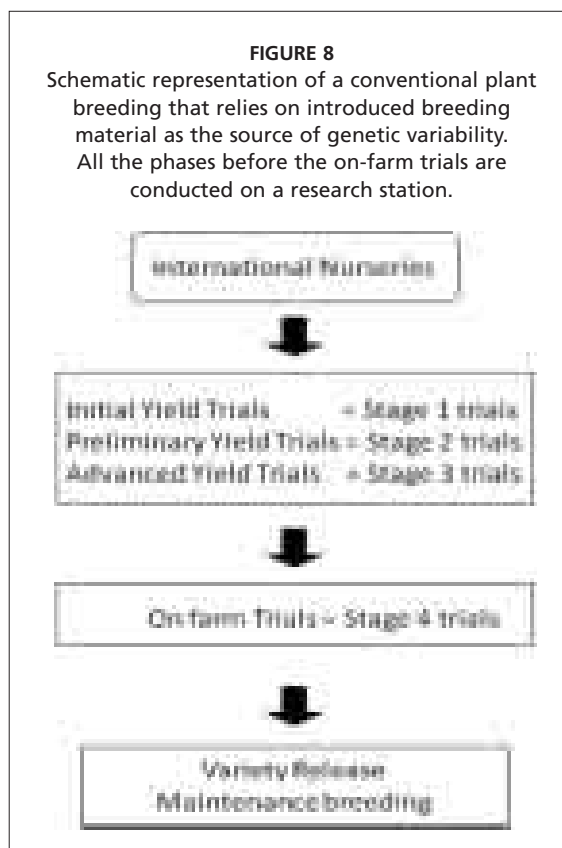 FIGURE 8
Schematic representation of a conventional plant
breeding that relies on introduced breeding
material as the source of genetic variability.
All the phases before the on-farm trials are
conducted on a research station.
International Nurseries
Initial Yield Trials = Stage 1 trials
Preliminary Yield Trials = Stage 2 trials
Advanced Yield Trials = Stage 3 trials
On farm Trials = Stage 4 trials
Variety Release
Maintenance breeding